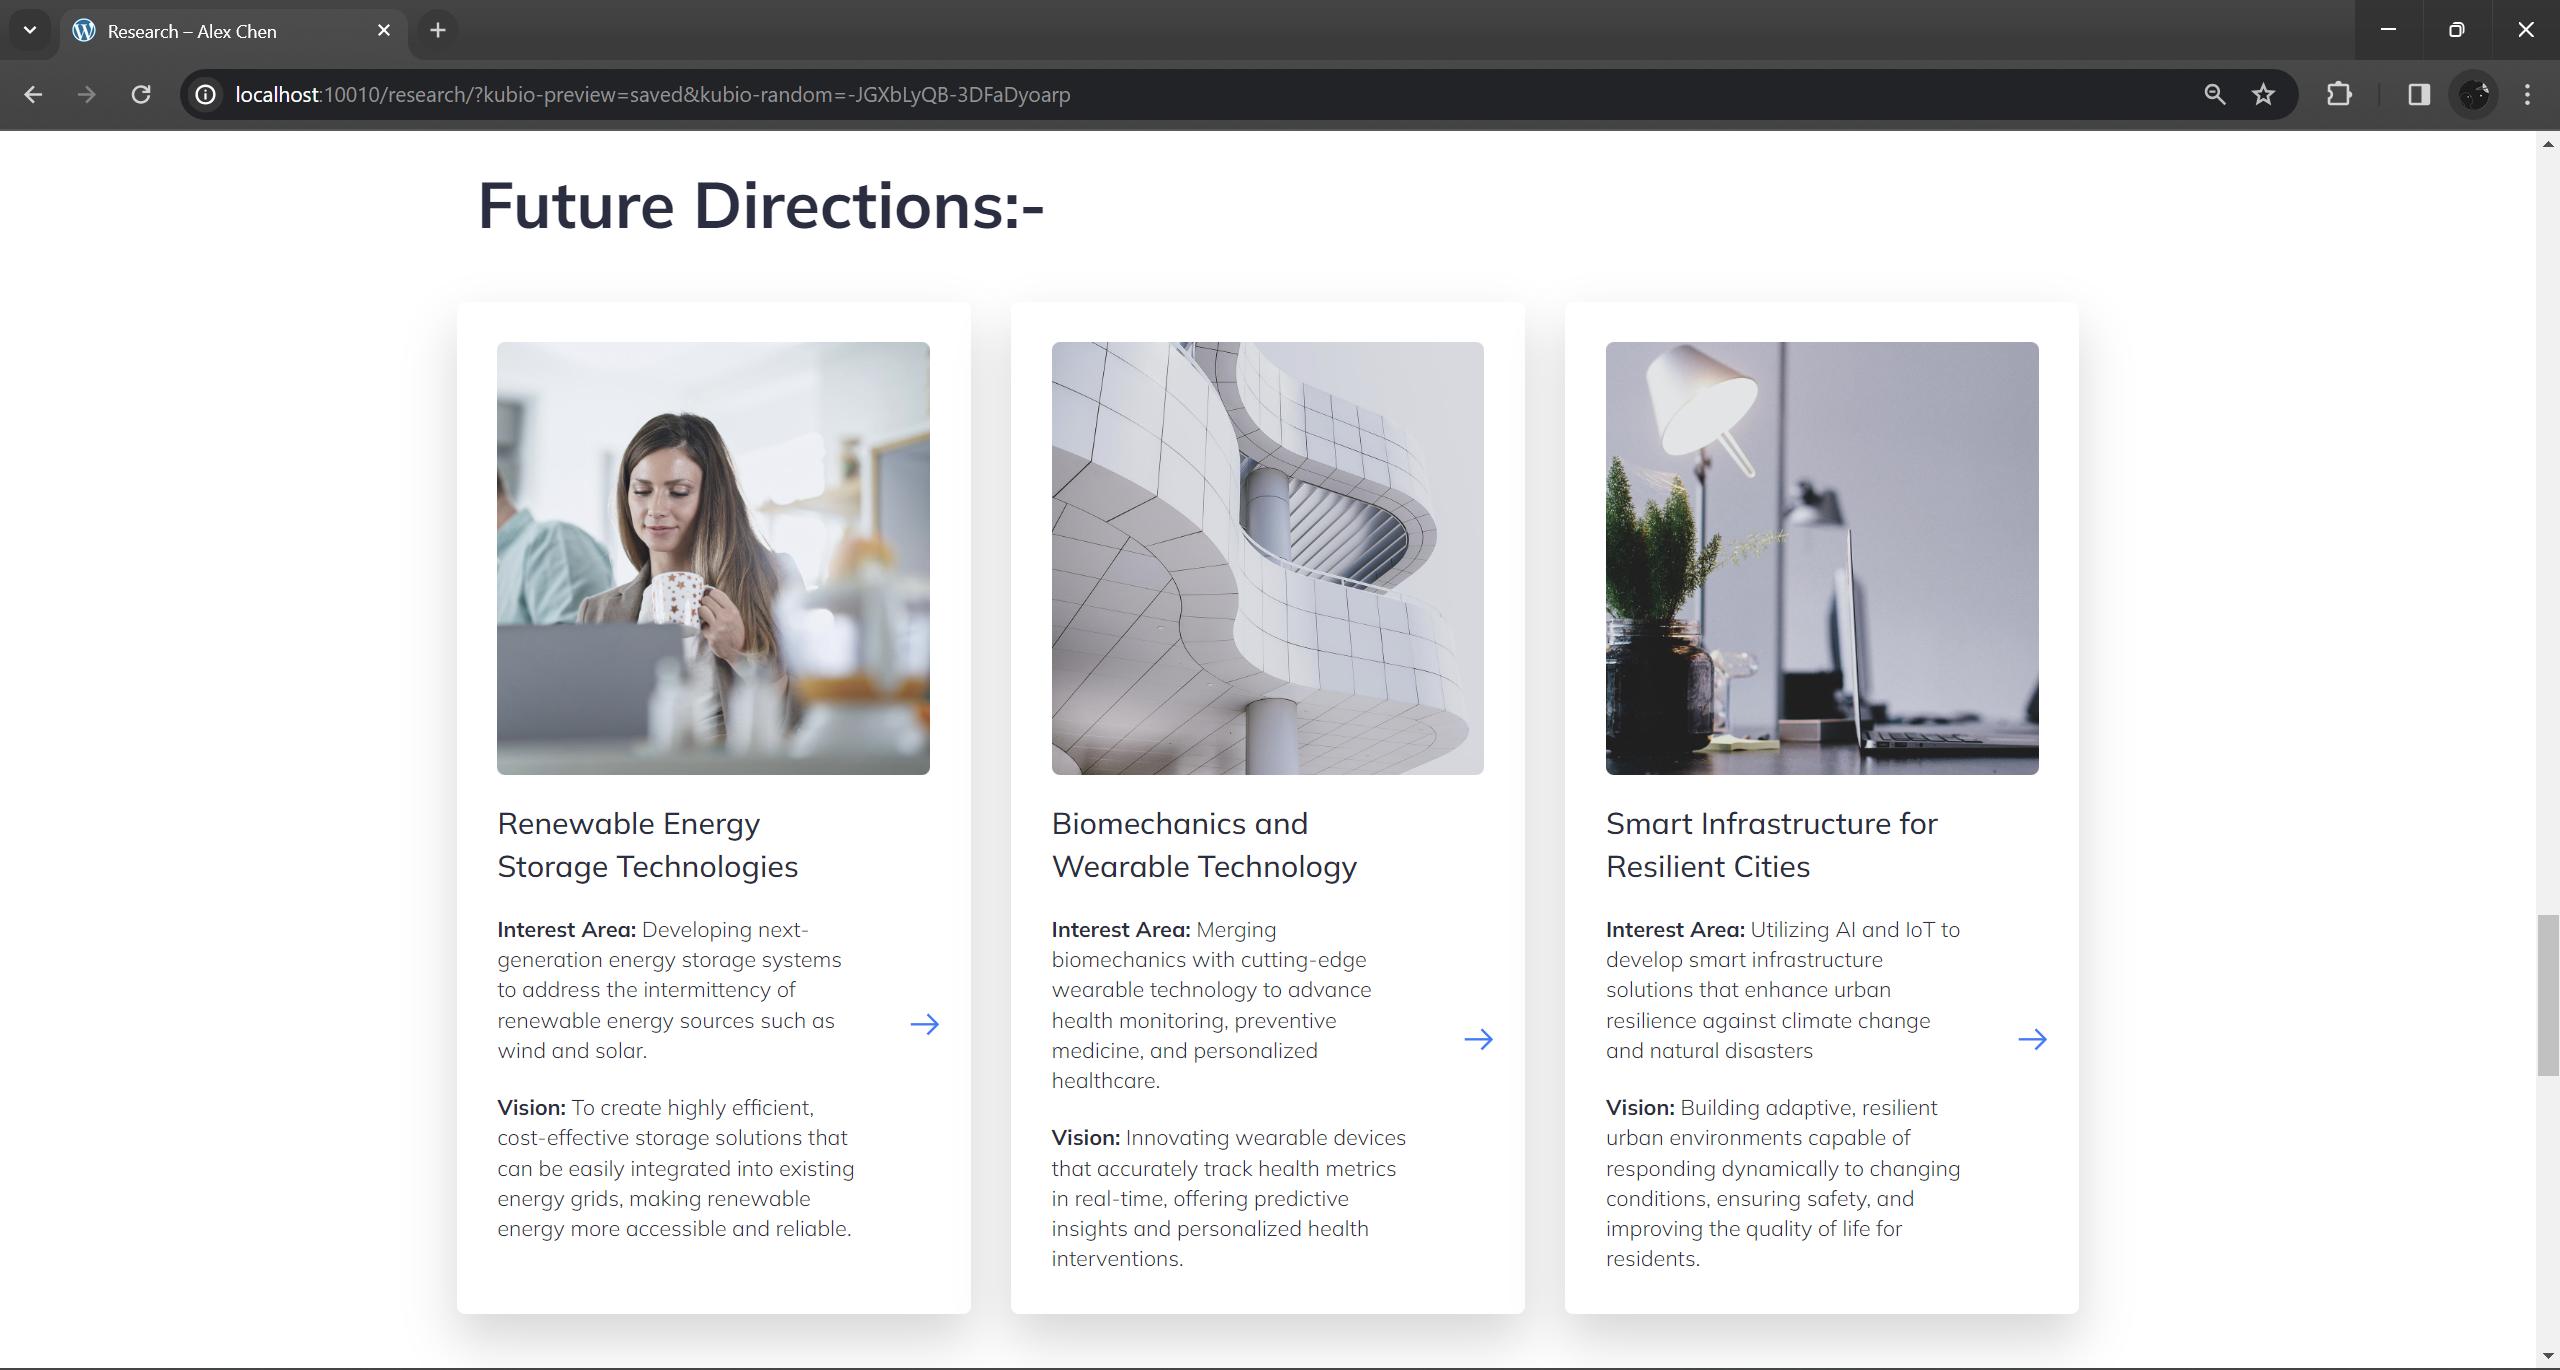 Research – Alex Chen
localhost:10010/research/?kubio-preview=saved&kubio-random=-JGXbLyQB-3DFaDyoarp
Future Directions:-
Renewable Energy
Storage Technologies
Interest Area: Developing next-
generation energy storage systems
to address the intermittency of
renewable energy sources such as
wind and solar.
Vision: To create highly efficient,
cost-effective storage solutions that
can be easily integrated into existing
energy grids, making renewable
energy more accessible and reliable.
Biomechanics and
Wearable Technology
Interest Area: Merging
biomechanics with cutting-edge
wearable technology to advance
health monitoring, preventive
medicine, and personalized
healthcare.
Vision: Innovating wearable devices
that accurately track health metrics
in real-time, offering predictive
insights and personalized health
interventions.
Smart Infrastructure for
Resilient Cities
Interest Area: Utilizing AI and IoT to
develop smart infrastructure
solutions that enhance urban
resilience against climate change
and natural disasters
Vision: Building adaptive, resilient
urban environments capable of
responding dynamically to changing
conditions, ensuring safety, and
improving the quality of life for
residents.